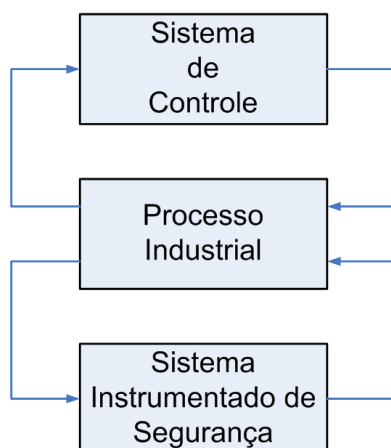 Sistema
de
Controle
Processo
Industrial
Sistema
Instrumentado de
Segurança